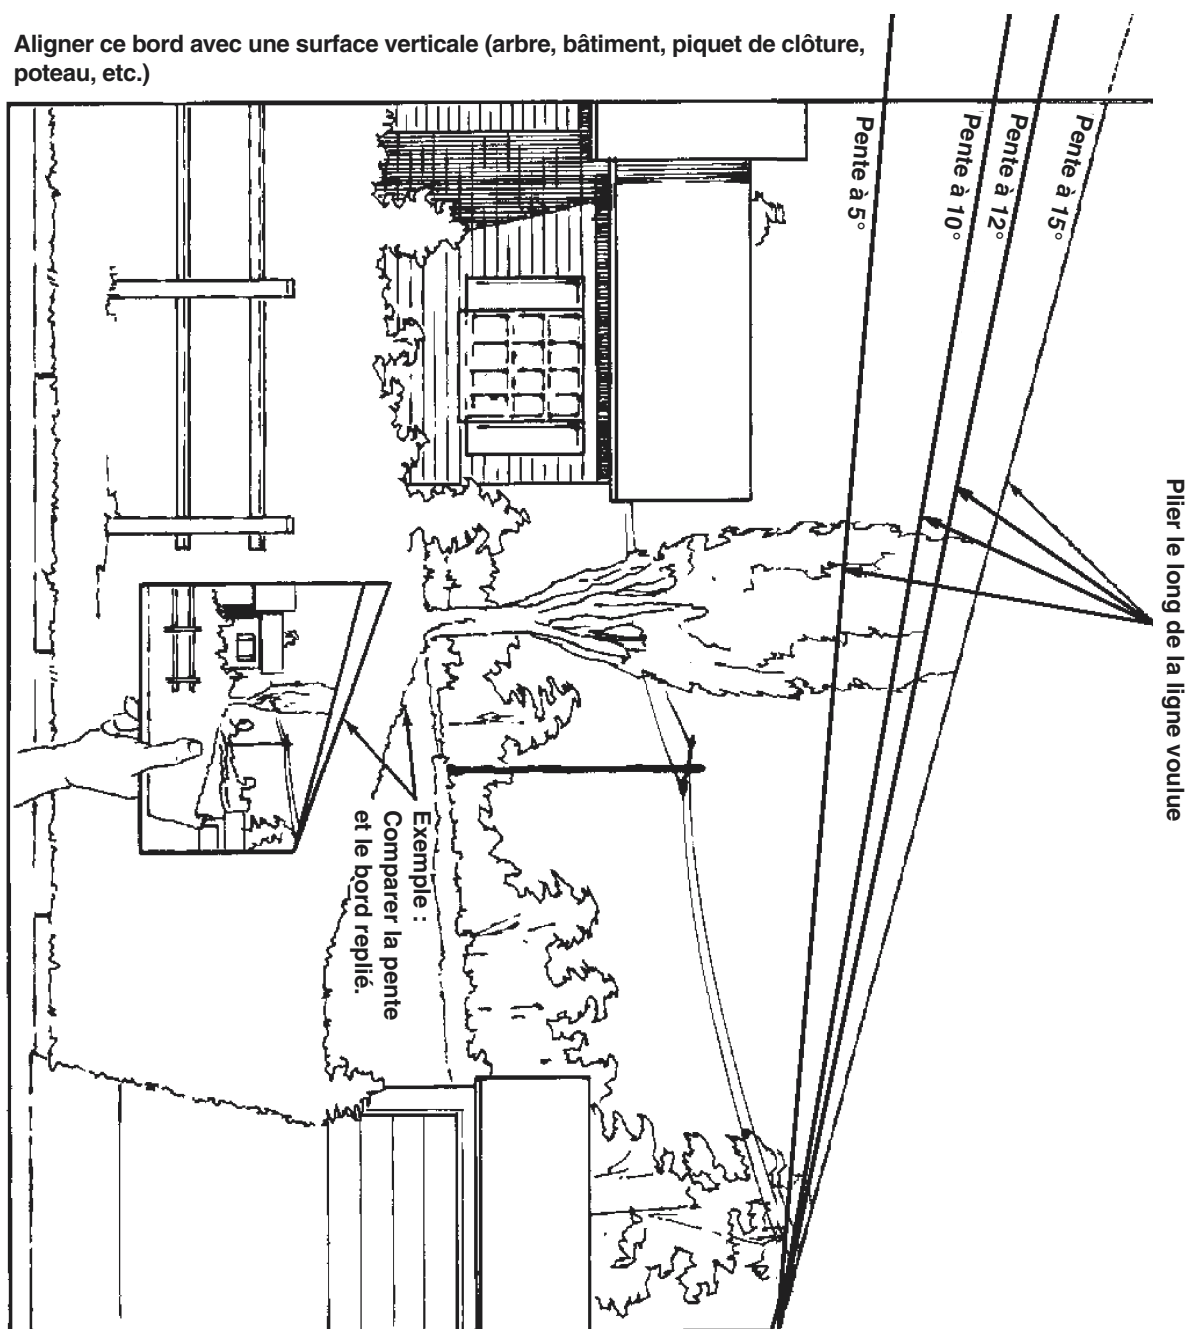 Aligner ce bord avec une surface verticale (arbre, bâtiment, piquet de clôture,
poteau, etc.)
Pente à 5°
Pente à 10°
Pente à 12°
Pente à 15°
Plier le long de la ligne voulue
Exemple :
Comparer la pente
et le bord replié.